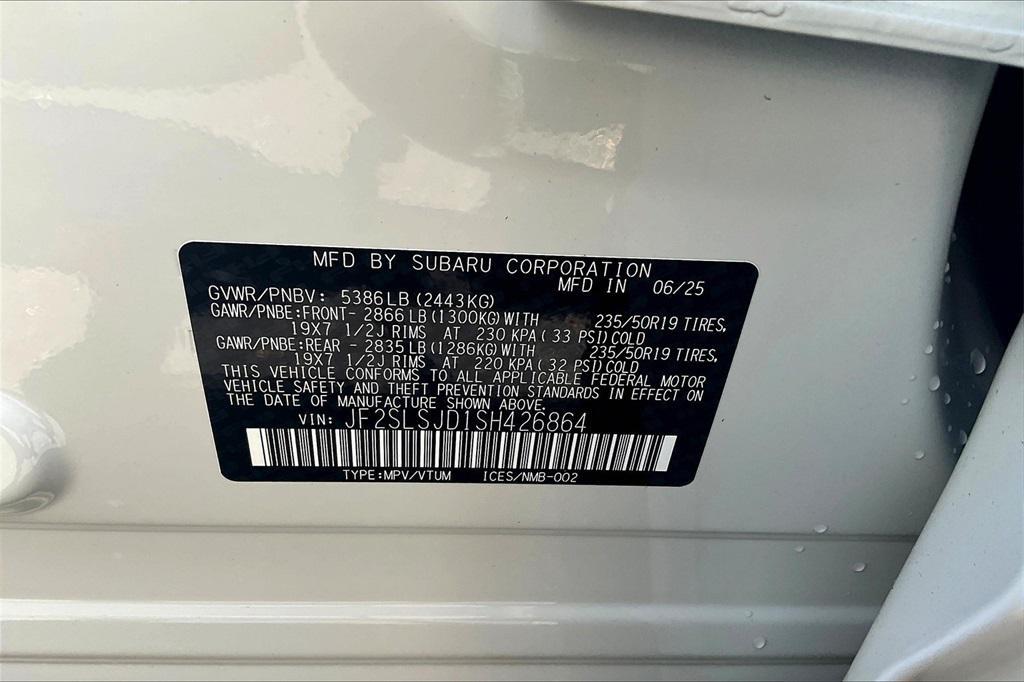 MFD BY SUBARU CORPORATION
MFD IN 06/25
GVWR/PNBV: 5386LB (2443KG)
GAWR/PNBE:FRONT- 2866LB (1300KG) WITH 235/50R19 TIRES,
19X7 1/2J RIMS AT 230 KPA (33 PSI) COLD
GAWR/PNBE:REAR - 2835LB (1286KG) WITH 235/50R19 TIRES,
19X7 1/2J RIMS AT 220 KPA (32 PSI) COLD
THIS VEHICLE CONFORMS TO ALL APPLICABLE FEDERAL MOTOR
VEHICLE SAFETY AND THEFT PREVENTION STANDARDS IN EFFECT ON
THE DATE OF MANUFACTURE SHOWN ABOVE.
VIN: JF2SLSJD1SH426864
TYPE:MPV/VTUM ICES/NMB-002